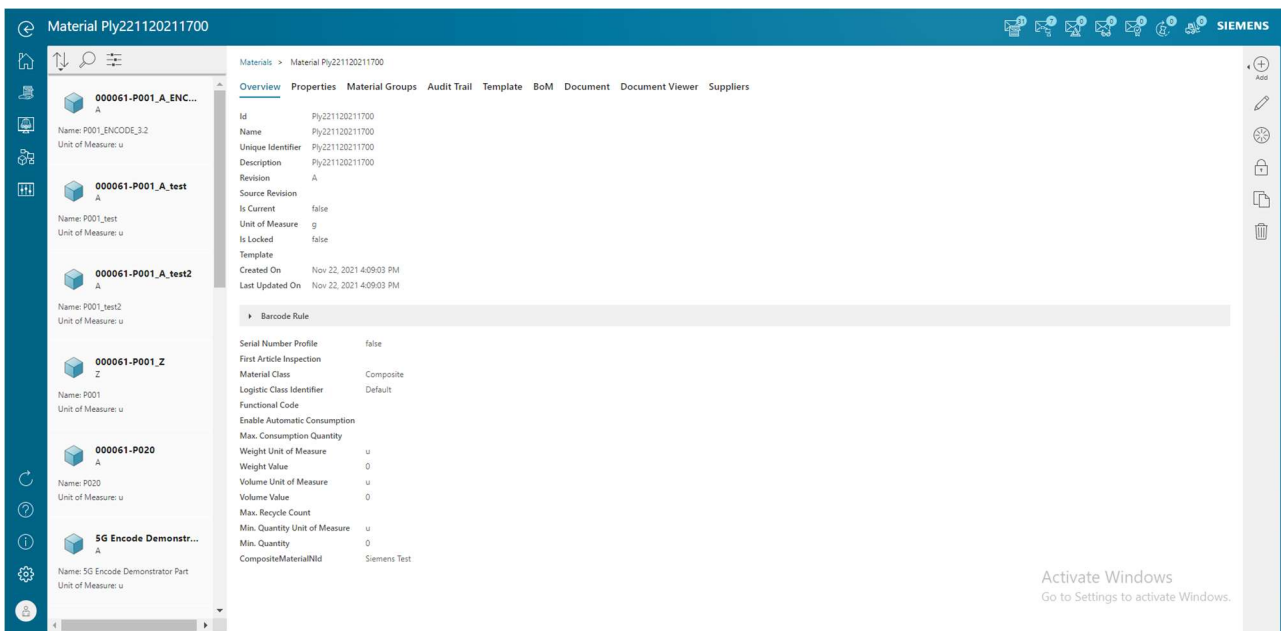 Material Ply221120211700
31
7
0
0
0
0
0
SIEMENS
000061-P001_A_ENC...
A
Name: P001_ENCODE_3.2
Unit of Measure: u
000061-P001_A_test
A
Name: P001_test
Unit of Measure: u
000061-P001_A_test2
A
Name: P001_test2
Unit of Measure: u
000061-P001_Z
Z
Name: P001
Unit of Measure: u
000061-P020
A
Name: P020
Unit of Measure: u
5G Encode Demonstr...
A
Name: 5G Encode Demonstrator Part
Unit of Measure: u
Materials > Material Ply221120211700
Overview Properties Material Groups Audit Trail Template BoM Document Document Viewer Suppliers
Id Ply221120211700
Name Ply221120211700
Unique Identifier Ply221120211700
Description Ply221120211700
Revision A
Source Revision
Is Current false
Unit of Measure g
Is Locked false
Template
Created On Nov 22, 2021 4:09:03 PM
Last Updated On Nov 22, 2021 4:09:03 PM
Barcode Rule
Serial Number Profile false
First Article Inspection
Material Class Composite
Logistic Class Identifier Default
Functional Code
Enable Automatic Consumption
Max. Consumption Quantity
Weight Unit of Measure u
Weight Value 0
Volume Unit of Measure u
Volume Value 0
Max. Recycle Count
Min. Quantity Unit of Measure u
Min. Quantity 0
CompositeMaterialNId Siemens Test
Add
Activate Windows
Go to Settings to activate Windows.